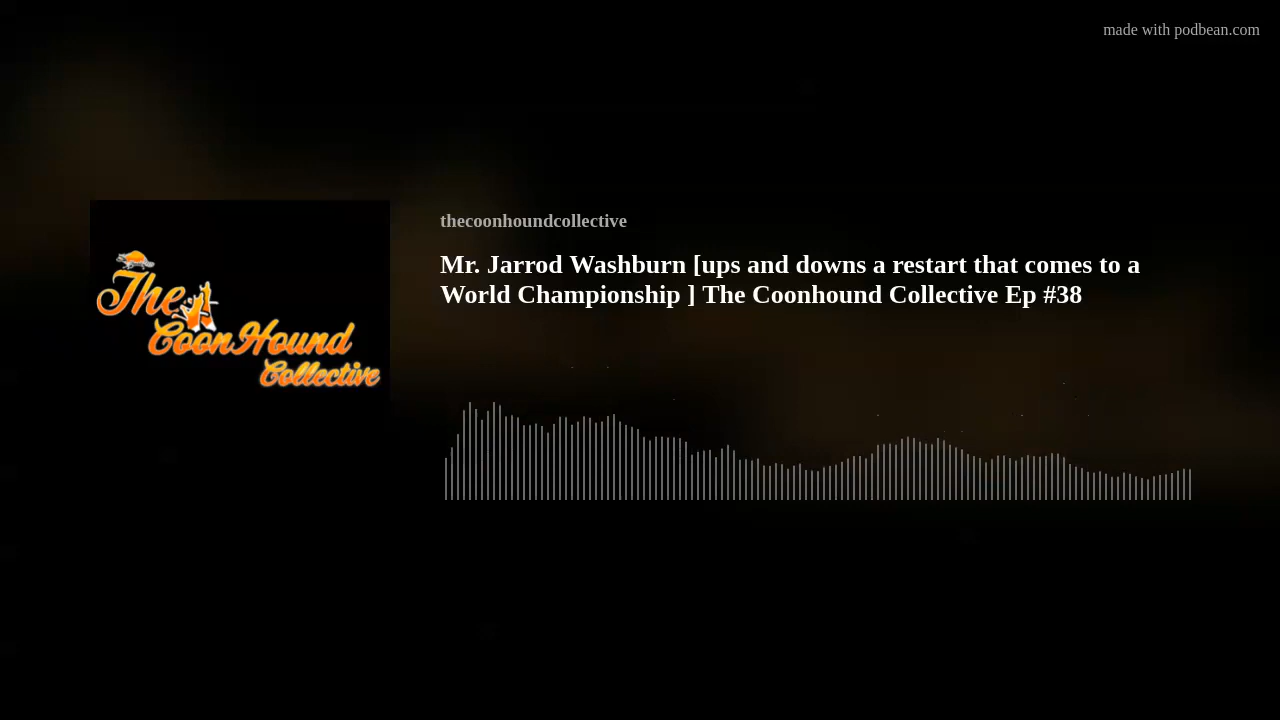 made with podbean.com
thecoonhoundcollective
Mr. Jarrod Washburn [ups and downs a restart that comes to a
World Championship ] The Coonhound Collective Ep #38
The
CoonHound
Collective